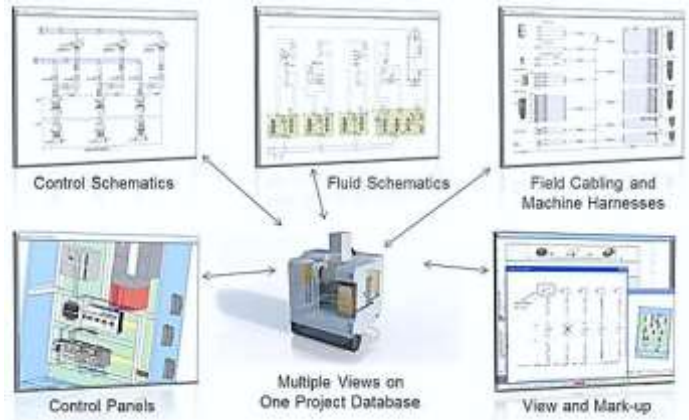 Control Schematics
Fluid Schematics
Field Cabling and
Machine Harnesses
Control Panels
Multiple Views on
One Project Database
View and Mark-up